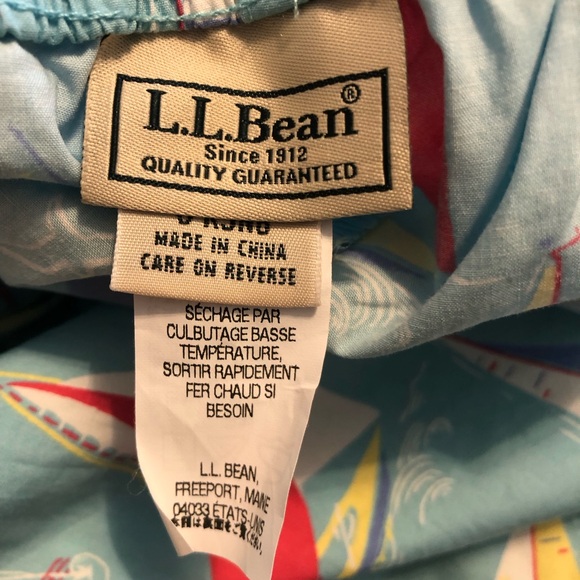 L.L.Bean®
Since 1912
QUALITY GUARANTEED
MADE IN CHINA
CARE ON REVERSE
SÉCHAGE PAR
CULBUTAGE BASSE
TEMPÉRATURE,
SORTIR RAPIDEMENT
FER CHAUD SI
BESOIN
L.L. BEAN,
FREEPORT, MAINE
04033 ÉTATS-UNIS